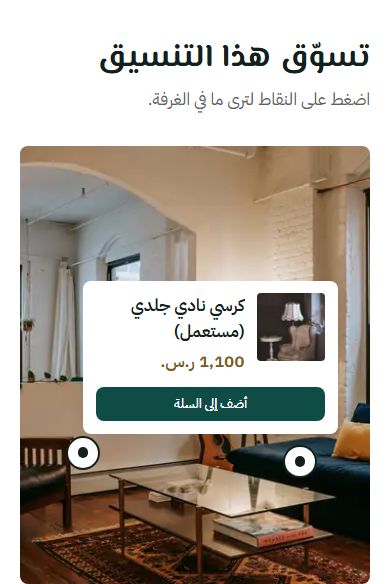 تسوّق هذا التنسيق
اضغط على النقاط لترى ما في الغرفة.
كرسي نادي جلدي
(مستعمل)
1,100 ر.س.
أضف إلى السلة